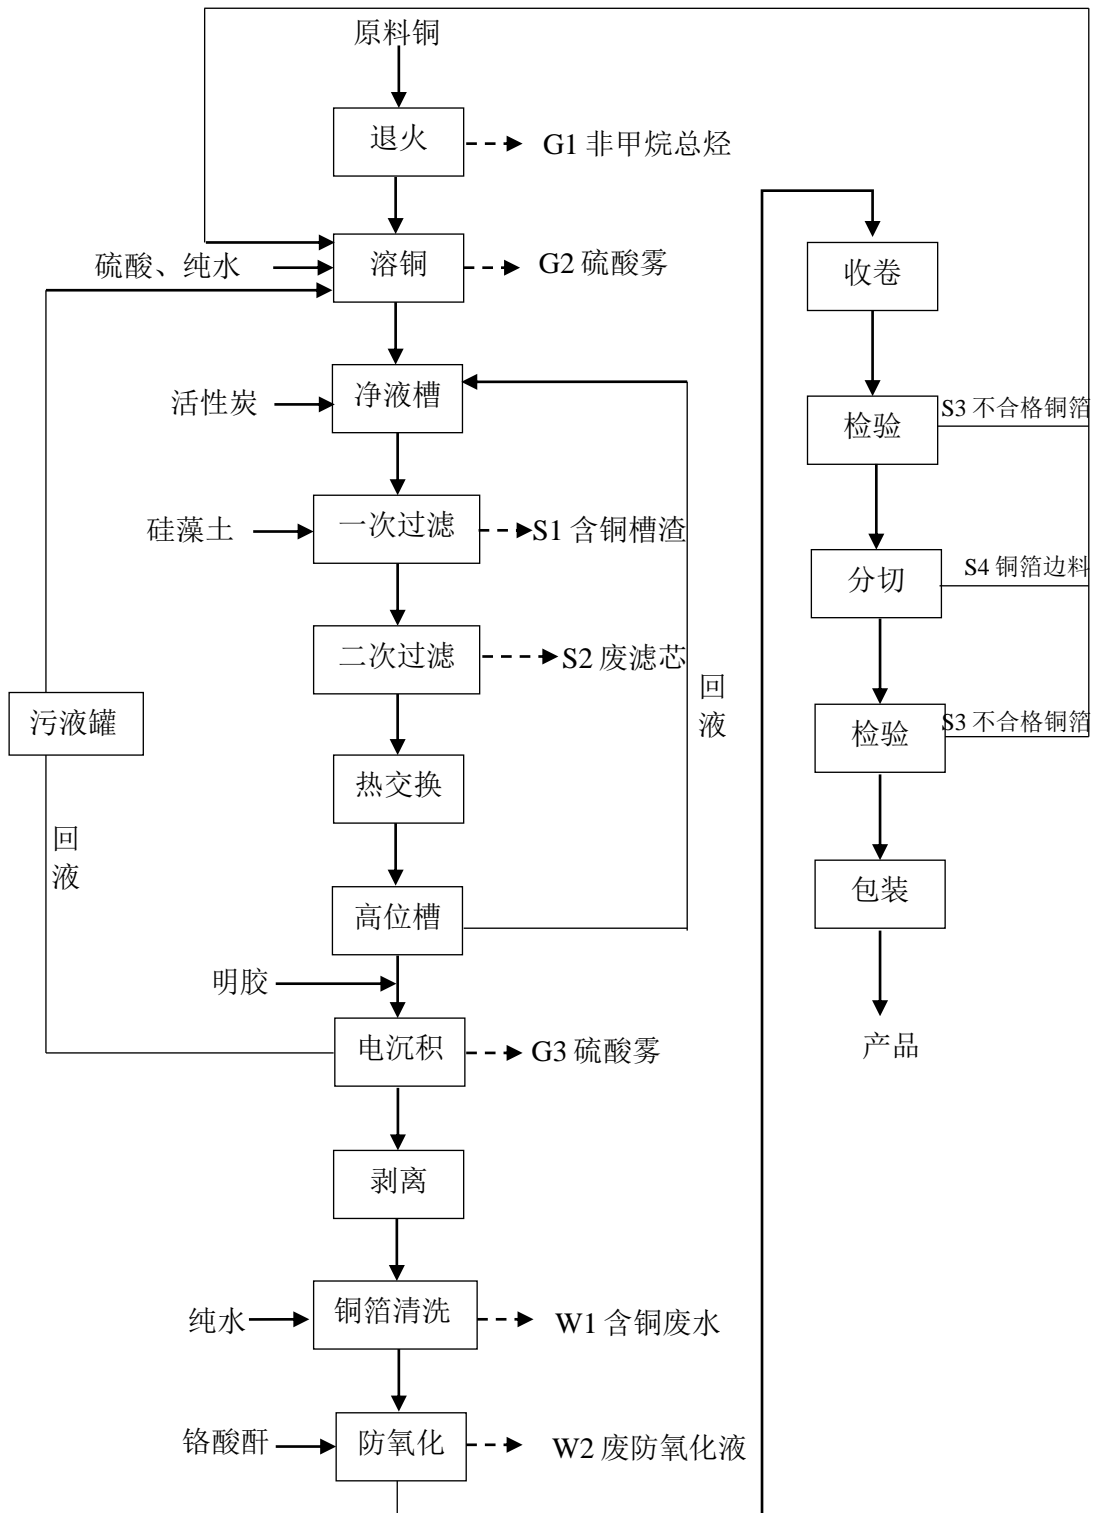 原料铜
退火
G1 非甲烷总烃
硫酸、纯水
溶铜
G2 硫酸雾
收卷
活性炭
净液槽
S3 不合格铜箔
检验
硅藻土
一次过滤
S1 含铜槽渣
S4 铜箔边料
分切
二次过滤
S2 废滤芯
回
液
污液罐
S3 不合格铜箔
检验
热交换
回
液
高位槽
包装
明胶
电沉积
G3 硫酸雾
产品
剥离
纯水
铜箔清洗
W1 含铜废水
铬酸酐
防氧化
W2 废防氧化液